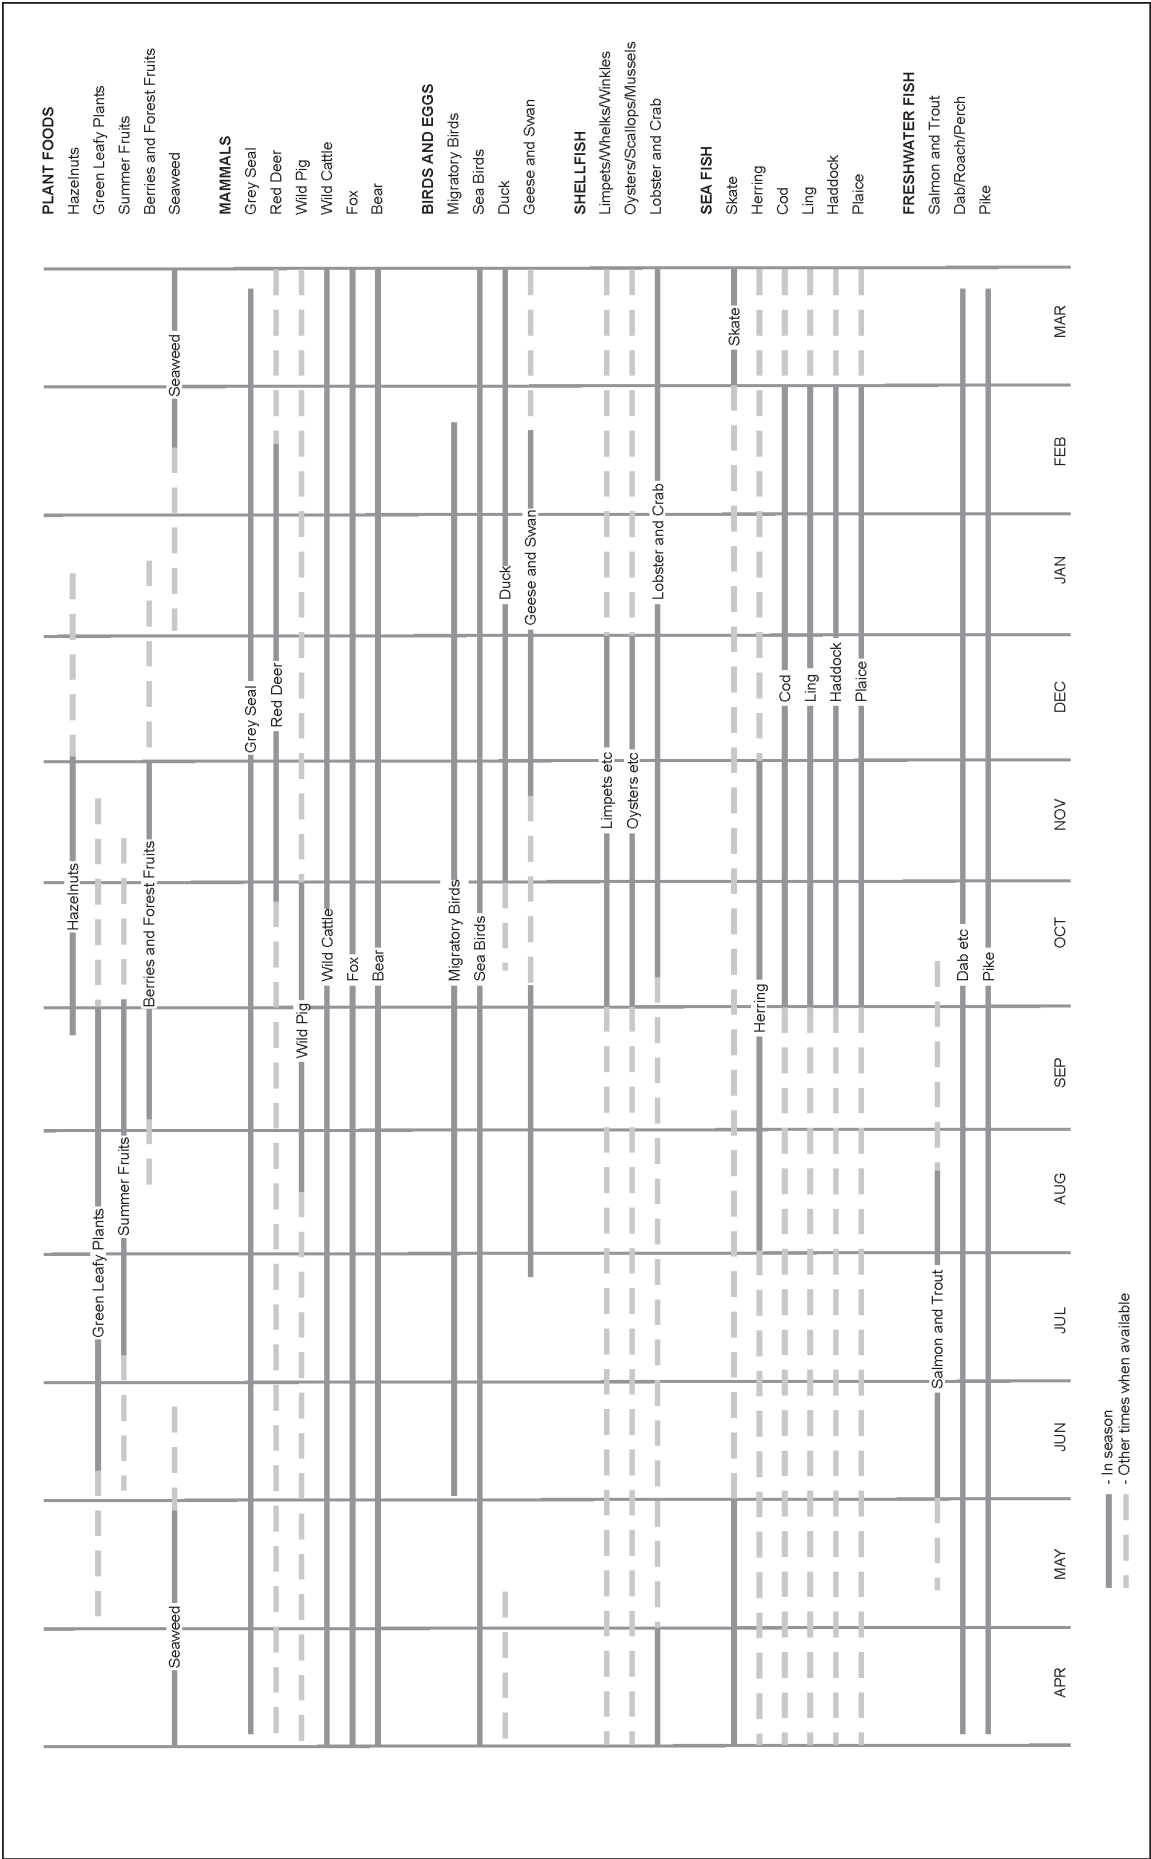 PLANT FOODS
Hazelnuts
Green Leafy Plants
Summer Fruits
Berries and Forest Fruits
Seaweed
MAMMALS
Grey Seal
Red Deer
Wild Pig
Wild Cattle
Fox
Bear
BIRDS AND EGGS
Migratory Birds
Sea Birds
Duck
Geese and Swan
SHELLFISH
Limpets/Whelks/Winkles
Oysters/Scallops/Mussels
Lobster and Crab
SEA FISH
Skate
Herring
Cod
Ling
Haddock
Plaice
FRESHWATER FISH
Salmon and Trout
Dab/Roach/Perch
Pike
Hazelnuts
Green Leafy Plants
Summer Fruits
Berries and Forest Fruits
Seaweed
Seaweed
Grey Seal
Red Deer
Wild Pig
Wild Cattle
Fox
Bear
Migratory Birds
Sea Birds
Duck
Geese and Swan
Limpets etc
Oysters etc
Lobster and Crab
Skate
Herring
Cod
Ling
Haddock
Plaice
Salmon and Trout
Dab etc
Pike
APR
MAY
JUN
JUL
AUG
SEP
OCT
NOV
DEC
JAN
FEB
MAR
- In season
- Other times when available